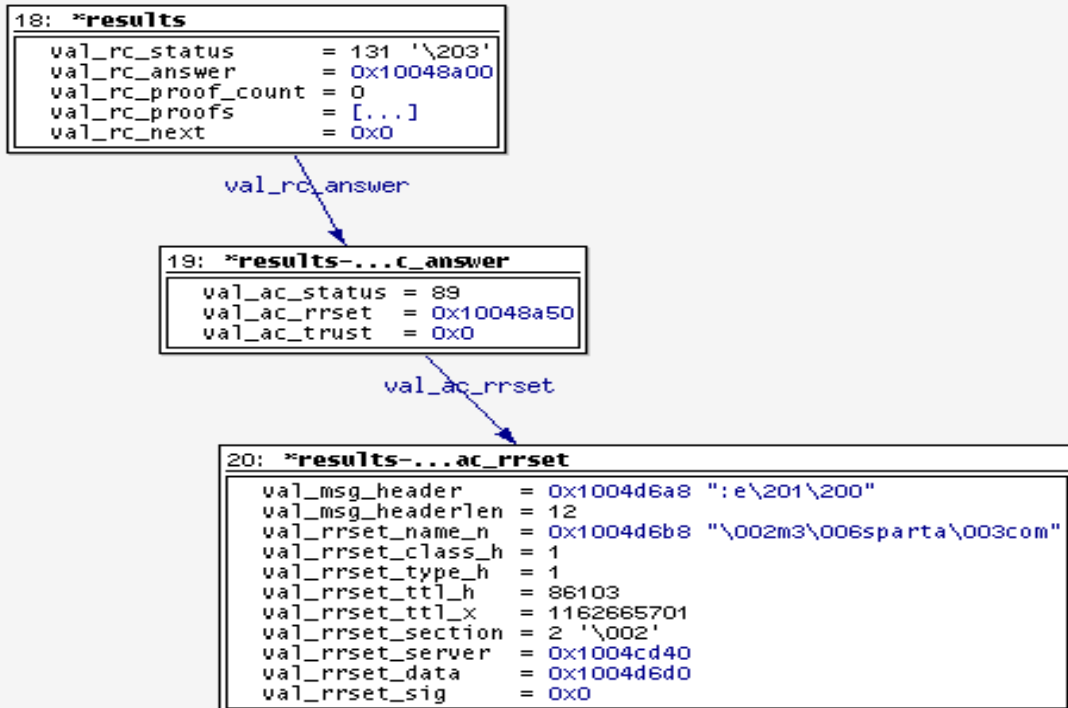 18: *results
val_rc_status = 131 '\203'
val_rc_answer = 0x10048a00
val_rc_proof_count = 0
val_rc_proofs = [...]
val_rc_next = 0x0
val_rc_answer
19: *results-...c_answer
val_ac_status = 89
val_ac_rrset = 0x10048a50
val_ac_trust = 0x0
val_ac_rrset
20: *results-...ac_rrset
val_msg_header = 0x1004d6a8 ":e\201\200"
val_msg_headerlen = 12
val_rrset_name_n = 0x1004d6b8 "\002m3\006sparta\003com"
val_rrset_class_h = 1
val_rrset_type_h = 1
val_rrset_ttl_h = 86103
val_rrset_ttl_x = 1162665701
val_rrset_section = 2 '\002'
val_rrset_server = 0x1004cd40
val_rrset_data = 0x1004d6d0
val_rrset_sig = 0x0